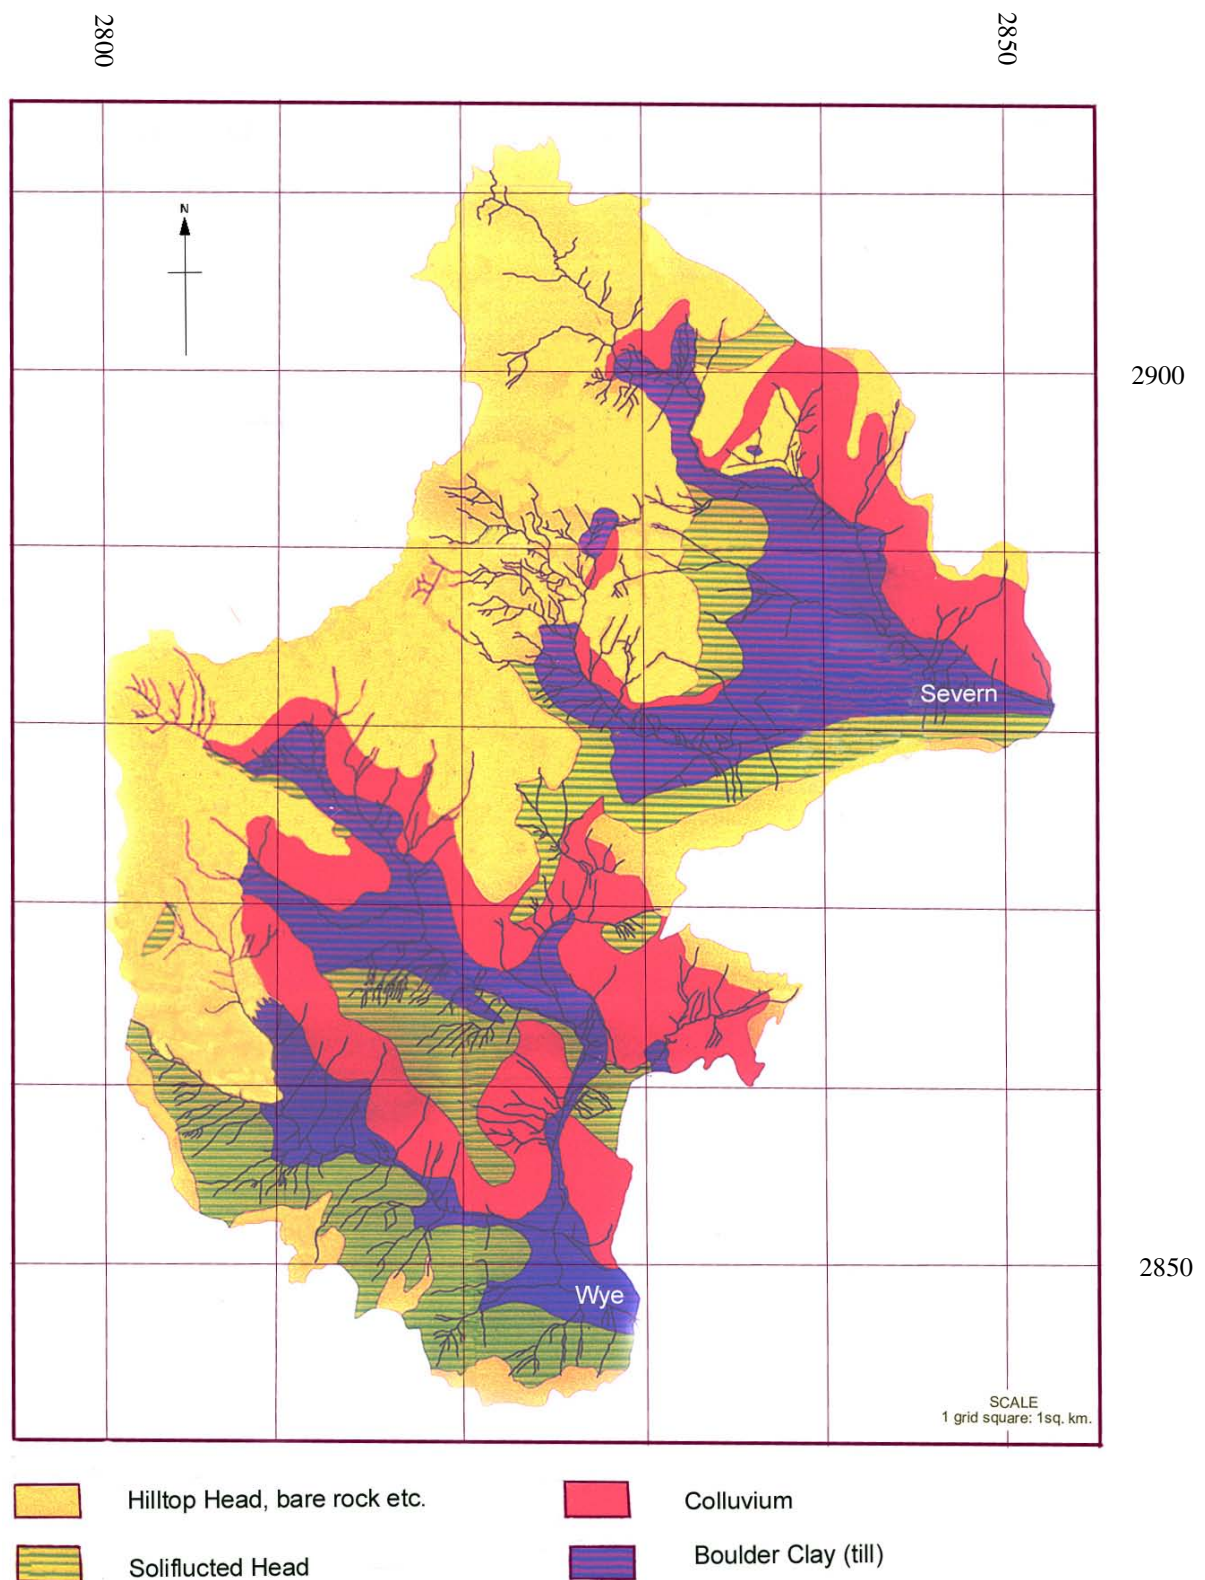 2800
2850
N
2900
Severn
2850
Wye
SCALE
1 grid square: 1sq. km.
Hilltop Head, bare rock etc.
Colluvium
Soliflucted Head
Boulder Clay (till)